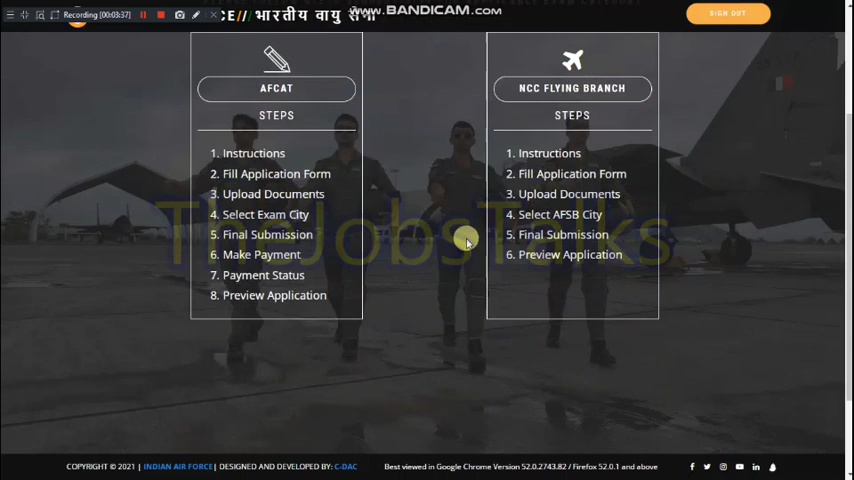 www.BANDICAM.com
Recording [00:03:37]
CE// भारतीय वायु सेना
SIGN OUT
AFCAT
STEPS
1. Instructions
2. Fill Application Form
3. Upload Documents
4. Select Exam City
5. Final Submission
6. Make Payment
7. Payment Status
8. Preview Application
NCC FLYING BRANCH
STEPS
1. Instructions
2. Fill Application Form
3. Upload Documents
4. Select AFSB City
5. Final Submission
6. Preview Application
TheJobsTalks
COPYRIGHT © 2021 | INDIAN AIR FORCE| DESIGNED AND DEVELOPED BY: C-DAC
Best viewed in Google Chrome Version 52.0.2743.82 / Firefox 52.0.1 and above